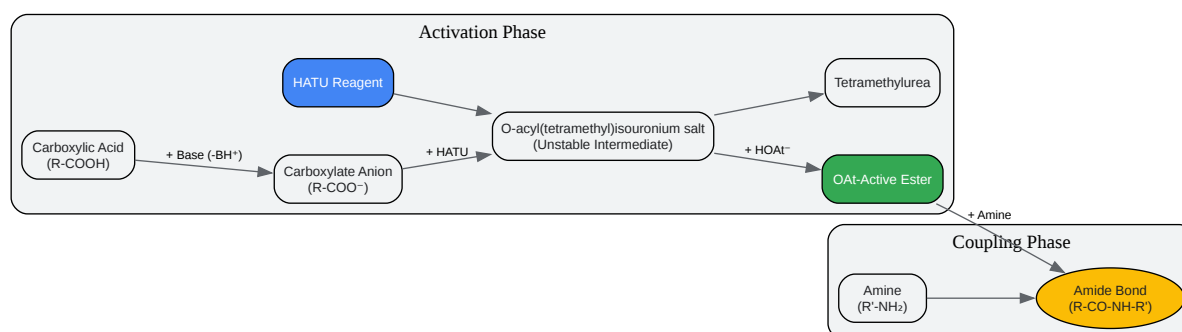 Activation Phase
HATU Reagent
Tetramethylurea
O-acyl(tetramethyl)isouronium salt
(Unstable Intermediate)
Carboxylic Acid
(R-COOH)
+ Base (-BH⁺)
+ HATU
+ HOAt⁻
Carboxylate Anion
(R-COO⁻)
OAt-Active Ester
+ Amine
Coupling Phase
Amine
(R'-NH₂)
Amide Bond
(R-CO-NH-R')